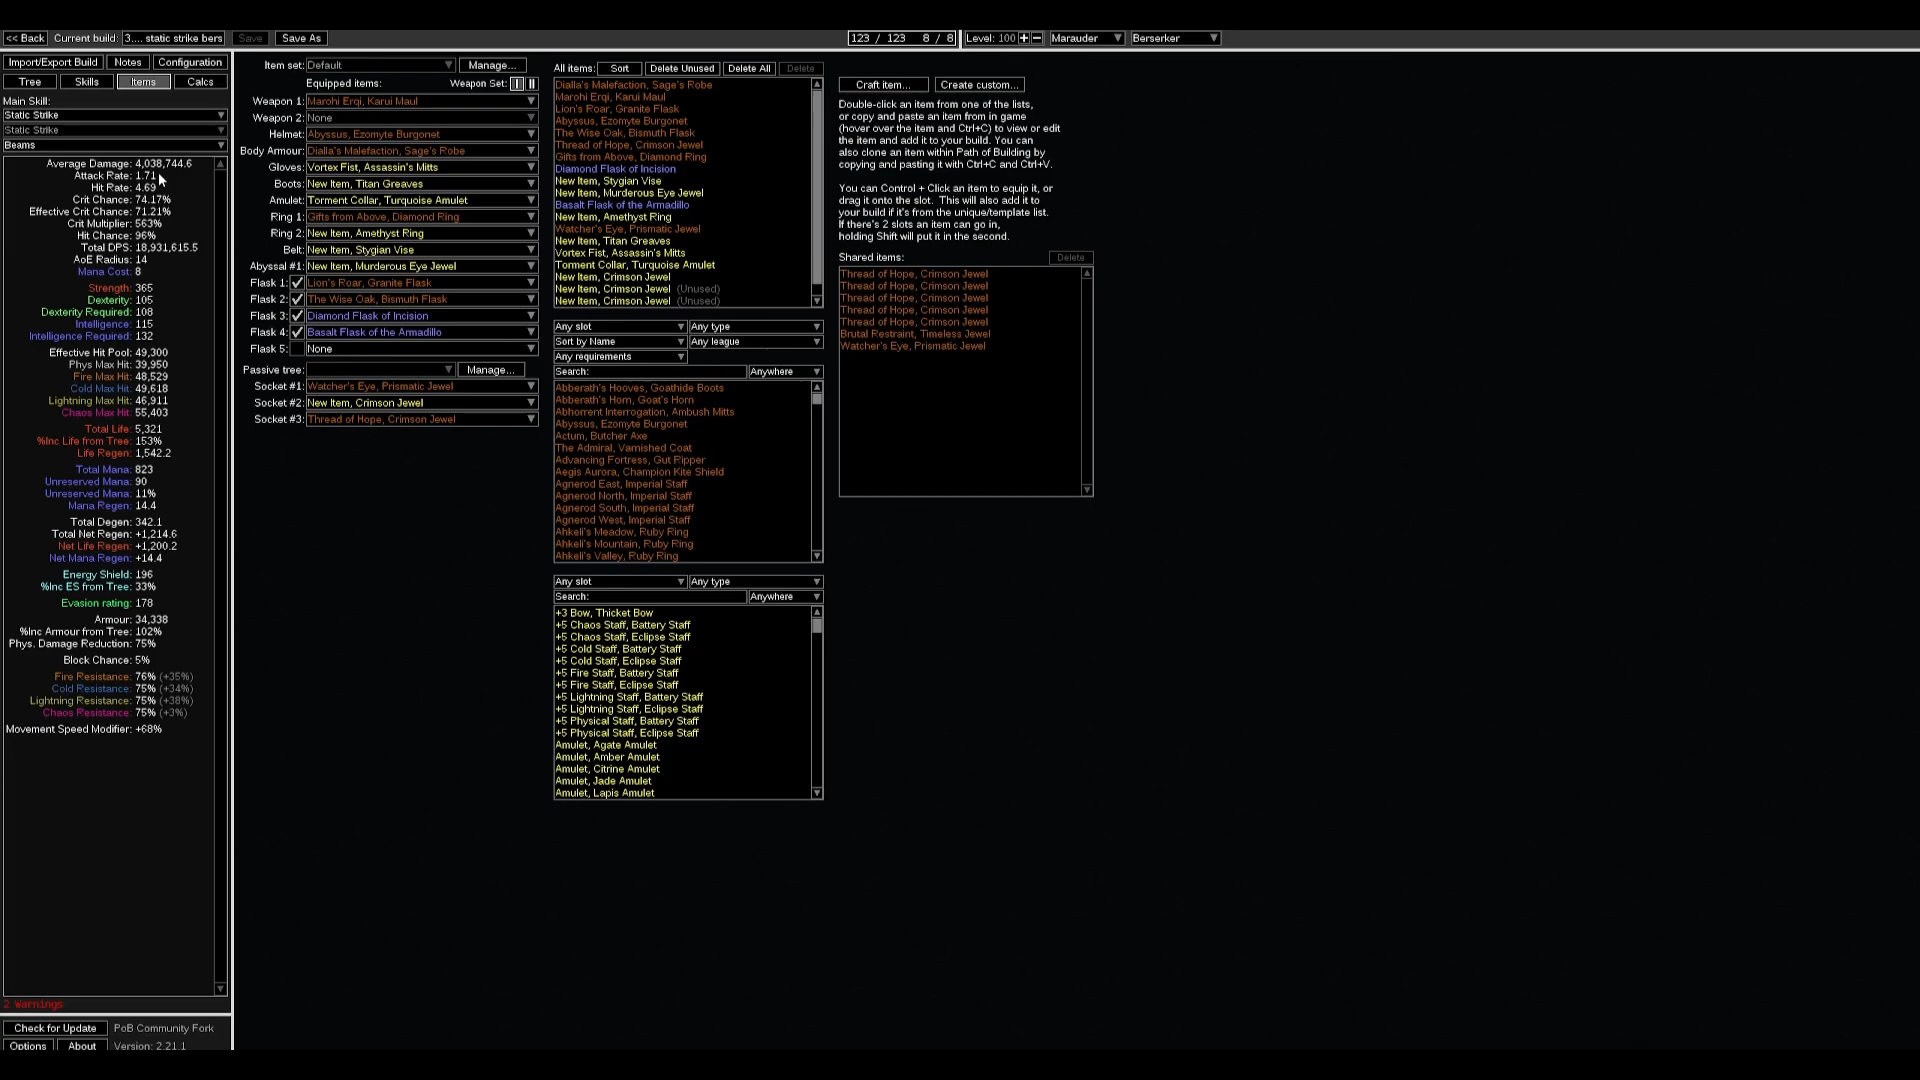 << Back Current build: 3.... static strike bers Save Save As 123 / 123 8 / 8 Level: 100 Marauder Berserker
Import/Export Build Notes Configuration
Tree Skills Items Calcs
Main Skill:
Static Strike
Static Strike
Beams
Average Damage: 4,038,744.6
Attack Rate: 1.71
Hit Rate: 4.69
Crit Chance: 74.17%
Effective Crit Chance: 71.21%
Crit Multiplier: 563%
Hit Chance: 96%
Total DPS: 18,931,615.5
AoE Radius: 14
Mana Cost: 8
Strength: 365
Dexterity: 105
Dexterity Required: 108
Intelligence: 115
Intelligence Required: 132
Effective Hit Pool: 49,300
Phys Max Hit: 39,950
Fire Max Hit: 48,529
Cold Max Hit: 49,618
Lightning Max Hit: 46,911
Chaos Max Hit: 55,403
Total Life: 5,321
%Inc Life from Tree: 153%
Life Regen: 1,542.2
Total Mana: 823
Unreserved Mana: 90
Unreserved Mana: 11%
Mana Regen: 14.4
Total Degen: 342.1
Total Net Regen: +1,214.6
Net Life Regen: +1,200.2
Net Mana Regen: +14.4
Energy Shield: 196
%Inc ES from Tree: 33%
Evasion rating: 178
Armour: 34,338
%Inc Armour from Tree: 102%
Phys. Damage Reduction: 75%
Block Chance: 5%
Fire Resistance: 76% (+35%)
Cold Resistance: 75% (+34%)
Lightning Resistance: 75% (+38%)
Chaos Resistance: 75% (+3%)
Movement Speed Modifier: +68%
2 Warnings
Check for Update PoB Community Fork
Options About Version: 2.21.1
Item set: Default Manage...
Equipped items: Weapon Set: I II
Weapon 1: Marohi Erqi, Karui Maul
Weapon 2: None
Helmet: Abyssus, Ezomyte Burgonet
Body Armour: Dialla's Malefaction, Sage's Robe
Gloves: Vortex Fist, Assassin's Mitts
Boots: New Item, Titan Greaves
Amulet: Torment Collar, Turquoise Amulet
Ring 1: Gifts from Above, Diamond Ring
Ring 2: New Item, Amethyst Ring
Belt: New Item, Stygian Vise
Abyssal #1: New Item, Murderous Eye Jewel
Flask 1: Lion's Roar, Granite Flask
Flask 2: The Wise Oak, Bismuth Flask
Flask 3: Diamond Flask of Incision
Flask 4: Basalt Flask of the Armadillo
Flask 5: None
Passive tree: Manage...
Socket #1: Watcher's Eye, Prismatic Jewel
Socket #2: New Item, Crimson Jewel
Socket #3: Thread of Hope, Crimson Jewel
All items: Sort Delete Unused Delete All Delete
Dialla's Malefaction, Sage's Robe
Marohi Erqi, Karui Maul
Lion's Roar, Granite Flask
Abyssus, Ezomyte Burgonet
The Wise Oak, Bismuth Flask
Thread of Hope, Crimson Jewel
Gifts from Above, Diamond Ring
Diamond Flask of Incision
New Item, Stygian Vise
New Item, Murderous Eye Jewel
Basalt Flask of the Armadillo
New Item, Amethyst Ring
Watcher's Eye, Prismatic Jewel
New Item, Titan Greaves
Vortex Fist, Assassin's Mitts
Torment Collar, Turquoise Amulet
New Item, Crimson Jewel
New Item, Crimson Jewel (Unused)
New Item, Crimson Jewel (Unused)
Any slot Any type
Sort by Name Any league
Any requirements
Search: Anywhere
Abberath's Hooves, Goathide Boots
Abberath's Horn, Goat's Horn
Abhorrent Interrogation, Ambush Mitts
Abyssus, Ezomyte Burgonet
Actum, Butcher Axe
The Admiral, Varnished Coat
Advancing Fortress, Gut Ripper
Aegis Aurora, Champion Kite Shield
Agnerod East, Imperial Staff
Agnerod North, Imperial Staff
Agnerod South, Imperial Staff
Agnerod West, Imperial Staff
Ahkeli's Meadow, Ruby Ring
Ahkeli's Mountain, Ruby Ring
Ahkeli's Valley, Ruby Ring
Any slot Any type
Search: Anywhere
+3 Bow, Thicket Bow
+5 Chaos Staff, Battery Staff
+5 Chaos Staff, Eclipse Staff
+5 Cold Staff, Battery Staff
+5 Cold Staff, Eclipse Staff
+5 Fire Staff, Battery Staff
+5 Fire Staff, Eclipse Staff
+5 Lightning Staff, Battery Staff
+5 Lightning Staff, Eclipse Staff
+5 Physical Staff, Battery Staff
+5 Physical Staff, Eclipse Staff
Amulet, Agate Amulet
Amulet, Amber Amulet
Amulet, Citrine Amulet
Amulet, Jade Amulet
Amulet, Lapis Amulet
Craft item... Create custom...
Double-click an item from one of the lists,
or copy and paste an item from in game
(hover over the item and Ctrl+C) to view or edit
the item and add it to your build. You can
also clone an item within Path of Building by
copying and pasting it with Ctrl+C and Ctrl+V.
You can Control + Click an item to equip it, or
drag it onto the slot. This will also add it to
your build if it's from the unique/template list.
If there's 2 slots an item can go in,
holding Shift will put it in the second.
Shared items: Delete
Thread of Hope, Crimson Jewel
Thread of Hope, Crimson Jewel
Thread of Hope, Crimson Jewel
Thread of Hope, Crimson Jewel
Thread of Hope, Crimson Jewel
Brutal Restraint, Timeless Jewel
Watcher's Eye, Prismatic Jewel